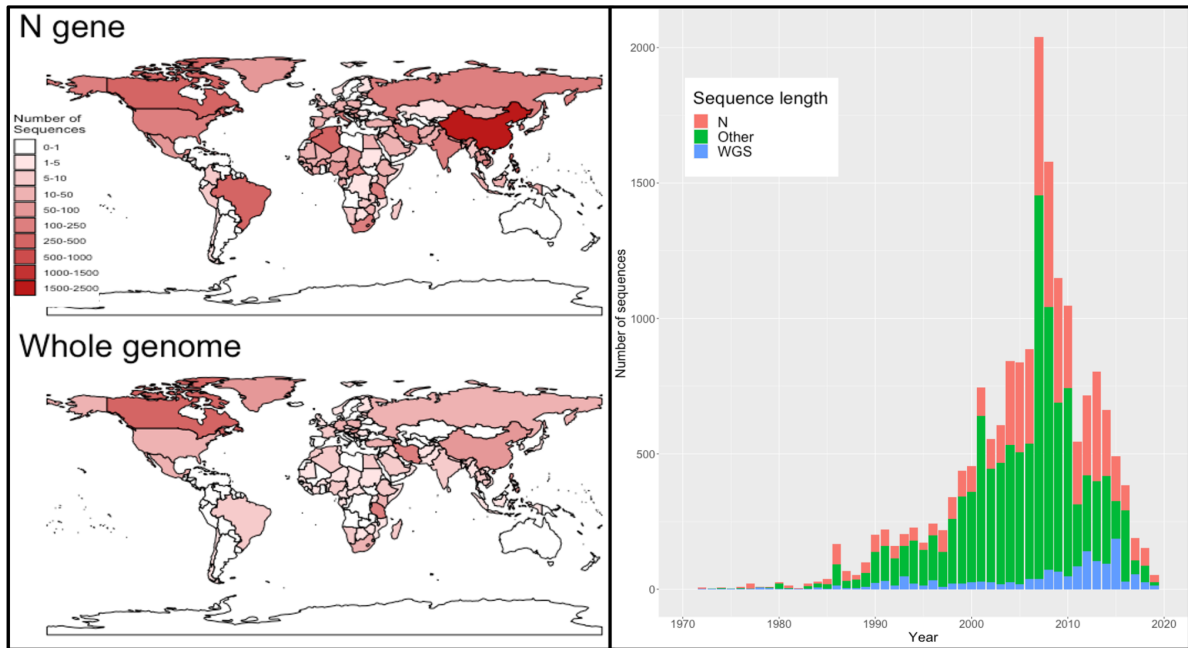 N gene
Number of
Sequences
0-1
1-5
5-10
10-50
50-100
100-250
250-500
500-1000
1000-1500
1500-2500
Whole genome
Sequence length
N
Other
WGS
Number of sequences
2000
1500
1000
500
0
1970
1980
1990
2000
2010
2020
Year